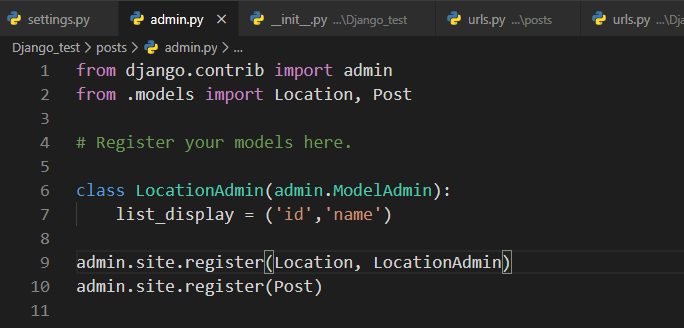 settings.py admin.py × __init__.py ...\Django_test urls.py ...\posts urls.py ...\Dj
Django_test > posts > admin.py > ...
1 from django.contrib import admin
2 from .models import Location, Post
3
4 # Register your models here.
5
6 class LocationAdmin(admin.ModelAdmin):
7     list_display = ('id','name')
8
9 admin.site.register(Location, LocationAdmin)
10 admin.site.register(Post)
11